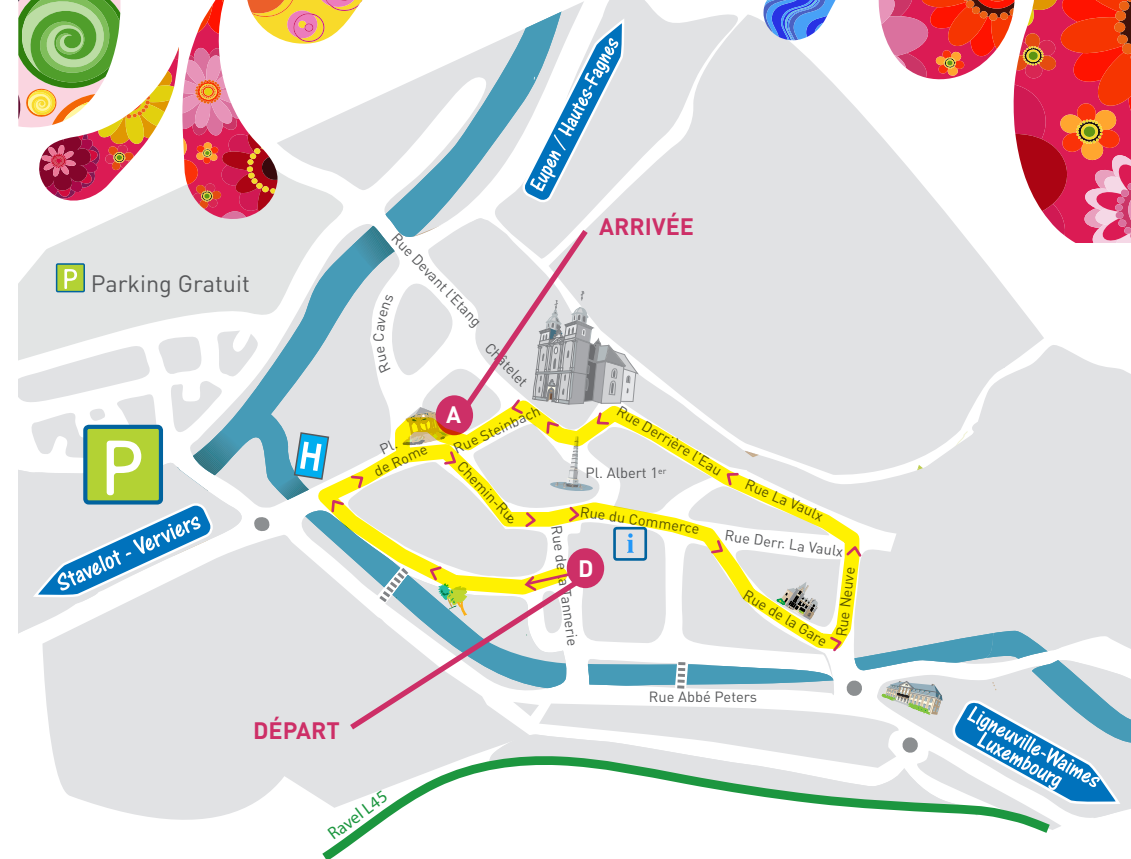 Eupen / Hautes-Fagnes
ARRIVÉE
P Parking Gratuit
Rue Devant l'Etang
Rue Cavens
Châtelet
A
Pl.
de Rome
Rue Steinbach
Rue Derrière l'Eau
H
P
Chemin-Rue
Pl. Albert 1er
Rue La Vaulx
Stavelot - Verviers
Rue du Commerce
i
Rue Derr. La Vaulx
Rue de la Tannerie
D
Rue de la Gare
Rue Neuve
Rue Abbé Peters
DÉPART
Ligneuville-Waimes
Luxembourg
Ravel L45